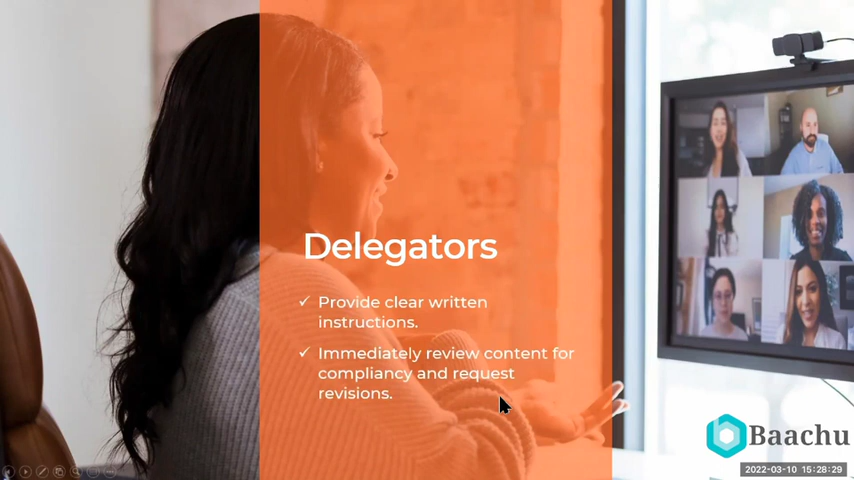 Delegators
✓ Provide clear written
instructions.
✓ Immediately review content for
compliancy and request
revisions.
Baachu
2022-03-10 15:28:29